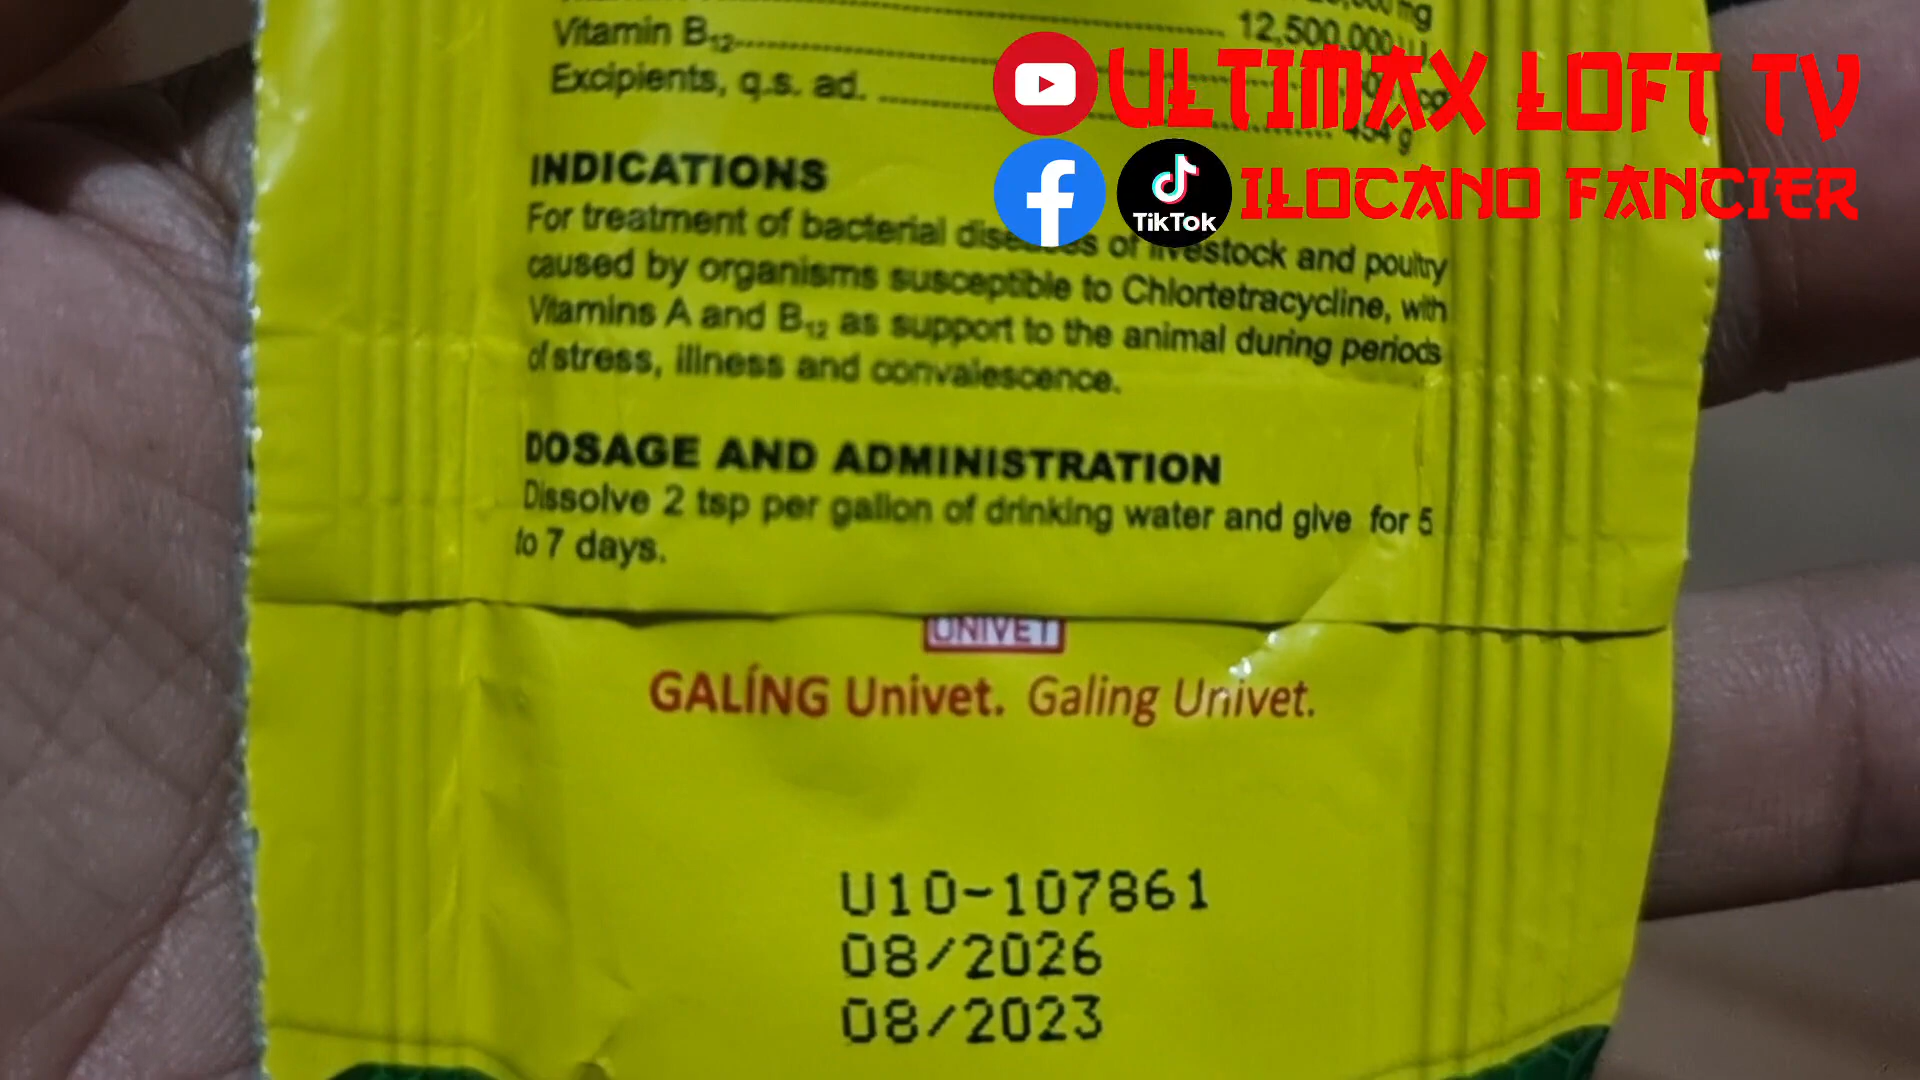 mg
12,500,000 I.U.
Vitamin B12
Excipients, q.s. ad. 454 g
ULTIMAX LOFT TV
TikTok
ILOCANO FANCIER
INDICATIONS
For treatment of bacterial diseases of livestock and poultry
caused by organisms susceptible to Chlortetracycline, with
Vitamins A and B12 as support to the animal during periods
of stress, illness and convalescence.
DOSAGE AND ADMINISTRATION
Dissolve 2 tsp per gallon of drinking water and give for 5
to 7 days.
UNIVET
GALÍNG Univet. Galing Univet.
U10-107861
08/2026
08/2023